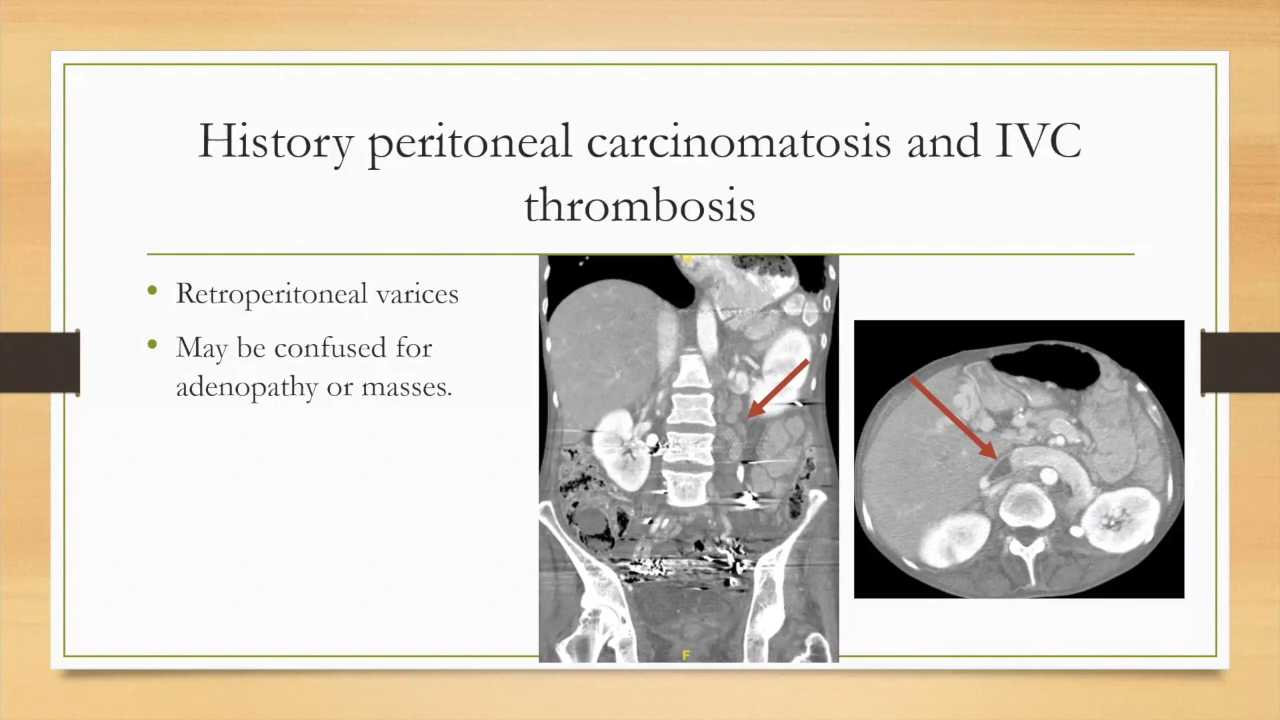 History peritoneal carcinomatosis and IVC
thrombosis
• Retroperitoneal varices
• May be confused for
adenopathy or masses.
F